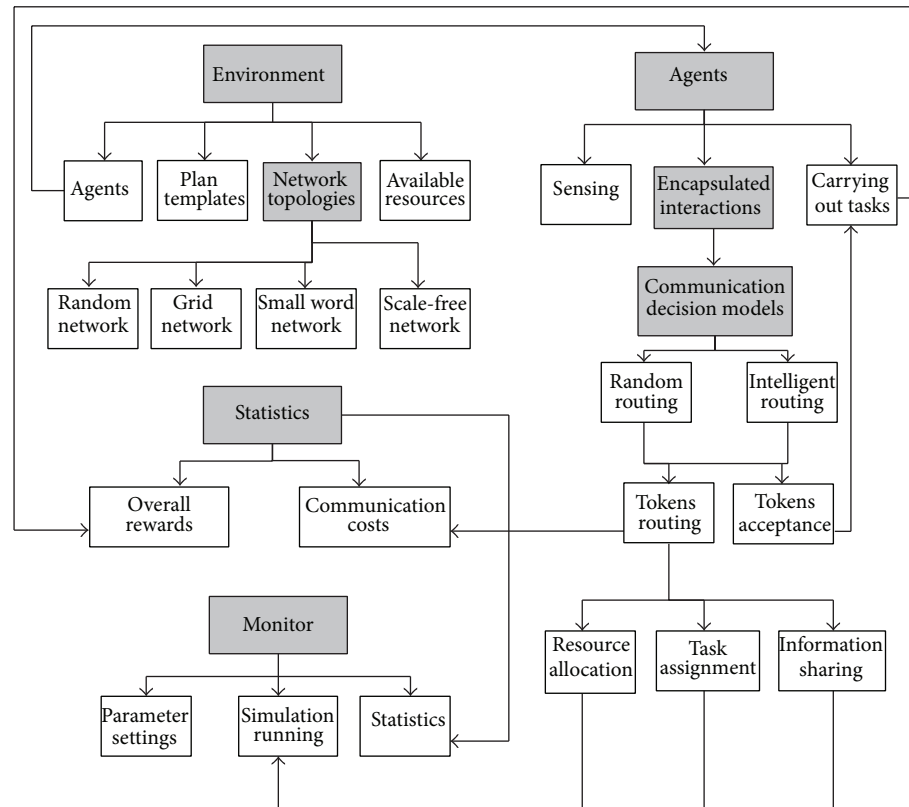 Environment
Agents
Agents
Plan
templates
Network
topologies
Available
resources
Sensing
Encapsulated
interactions
Carrying
out tasks
Random
network
Grid
network
Small word
network
Scale-free
network
Communication
decision models
Random
routing
Intelligent
routing
Statistics
Overall
rewards
Communication
costs
Tokens
routing
Tokens
acceptance
Monitor
Resource
allocation
Task
assignment
Information
sharing
Parameter
settings
Simulation
running
Statistics